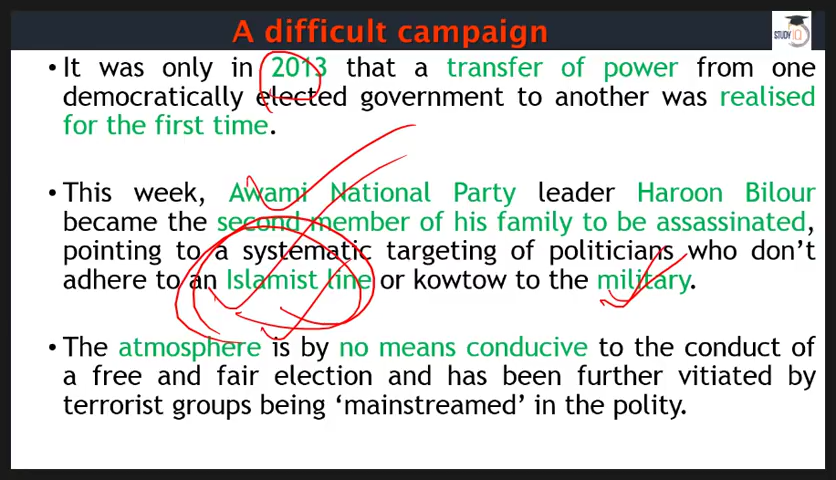 A difficult campaign
STUDY IQ
• It was only in 2013 that a transfer of power from one
democratically elected government to another was realised
for the first time.
• This week, Awami National Party leader Haroon Bilour
became the second member of his family to be assassinated,
pointing to a systematic targeting of politicians who don't
adhere to an Islamist line or kowtow to the military.
• The atmosphere is by no means conducive to the conduct of
a free and fair election and has been further vitiated by
terrorist groups being 'mainstreamed' in the polity.